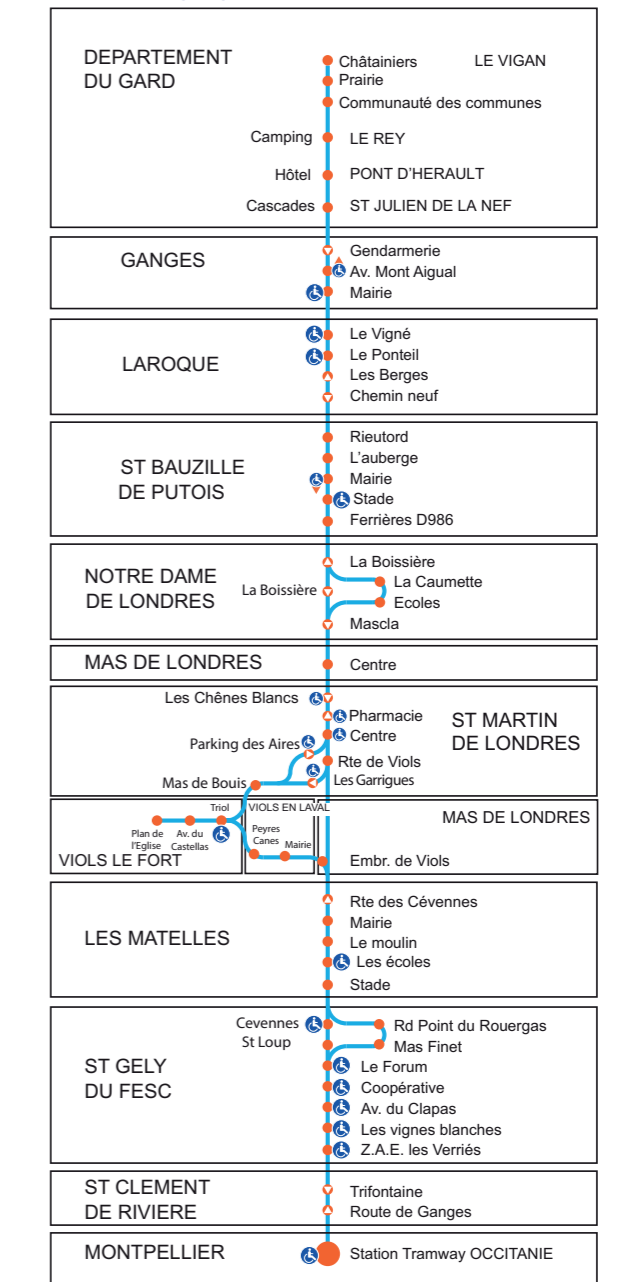 DEPARTEMENT
DU GARD
Châtainiers
LE VIGAN
Prairie
Communauté des communes
Camping
LE REY
Hôtel
PONT D'HERAULT
Cascades
ST JULIEN DE LA NEF
GANGES
Gendarmerie
Av. Mont Aigual
Mairie
LAROQUE
Le Vigné
Le Ponteil
Les Berges
Chemin neuf
ST BAUZILLE
DE PUTOIS
Rieutord
L'auberge
Mairie
Stade
Ferrières D986
NOTRE DAME
DE LONDRES
La Boissière
La Boissière
La Caumette
Ecoles
Mascla
MAS DE LONDRES
Centre
Les Chênes Blancs
Pharmacie
ST MARTIN
DE LONDRES
Centre
Parking des Aires
Rte de Viols
Les Garrigues
Mas de Bouis
Triol
VIOLS EN LAVAL
MAS DE LONDRES
Plan de
l'Eglise
Av. du
Castellas
Peyres
Canes
Mairie
VIOLS LE FORT
Embr. de Viols
LES MATELLES
Rte des Cévennes
Mairie
Le moulin
Les écoles
Stade
ST GELY
DU FESC
Cevennes
St Loup
Rd Point du Rouergas
Mas Finet
Le Forum
Coopérative
Av. du Clapas
Les vignes blanches
Z.A.E. les Verriés
ST CLEMENT
DE RIVIERE
Trifontaine
Route de Ganges
MONTPELLIER
Station Tramway OCCITANIE